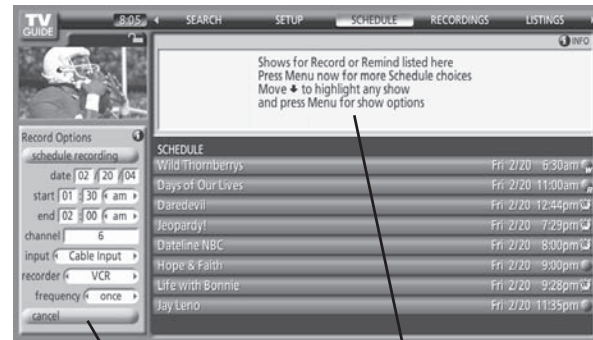 TV GUIDE 8:05 SEARCH SETUP SCHEDULE RECORDINGS LISTINGS
INFO
Shows for Record or Remind listed here
Press Menu now for more Schedule choices
Move to highlight any show
and press Menu for show options
Record Options
schedule recording
date 02 / 20 / 04
start 01 : 30 am
end 02 : 00 am
channel 6
input Cable Input
recorder VCR
frequency once
cancel
SCHEDULE
Wild Thornberrys Fri 2/20 6:30am W
Days of Our Lives Fri 2/20 11:00am R
Daredevil Fri 2/20 12:44pm
Jeopardy! Fri 2/20 7:29pm
Dateline NBC Fri 2/20 8:00pm
Hope & Faith Fri 2/20 9:00pm
Life with Bonnie Fri 2/20 9:28pm
Jay Leno Fri 2/20 11:35pm